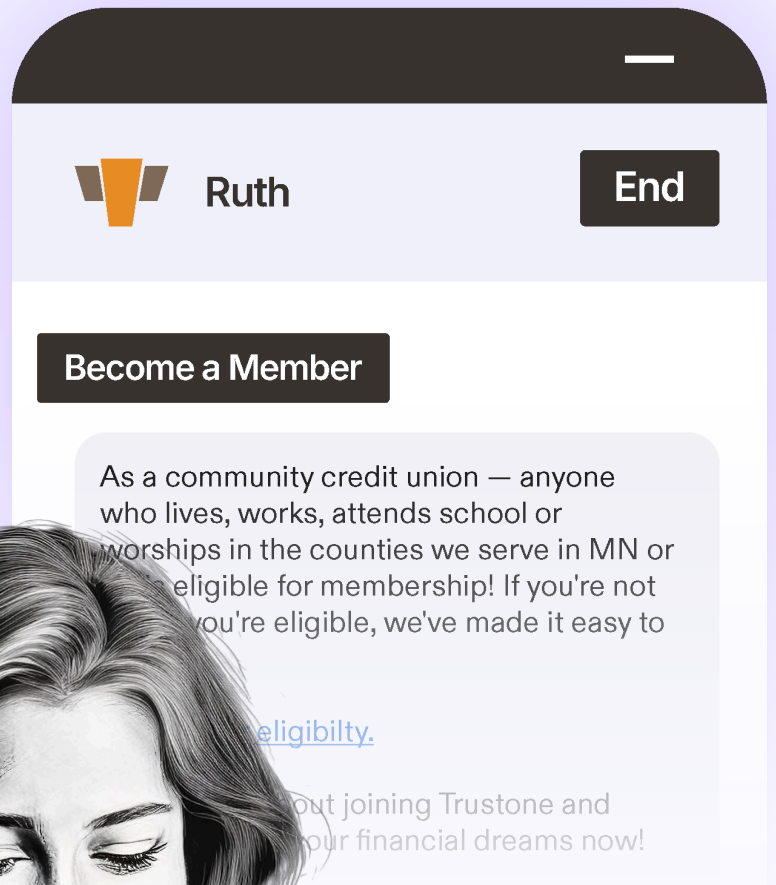 Ruth
End
Become a Member
As a community credit union — anyone
who lives, works, attends school or
worships in the counties we serve in MN or
eligible for membership! If you're not
you're eligible, we've made it easy to
eligibilty.
joining Trustone and
financial dreams now!